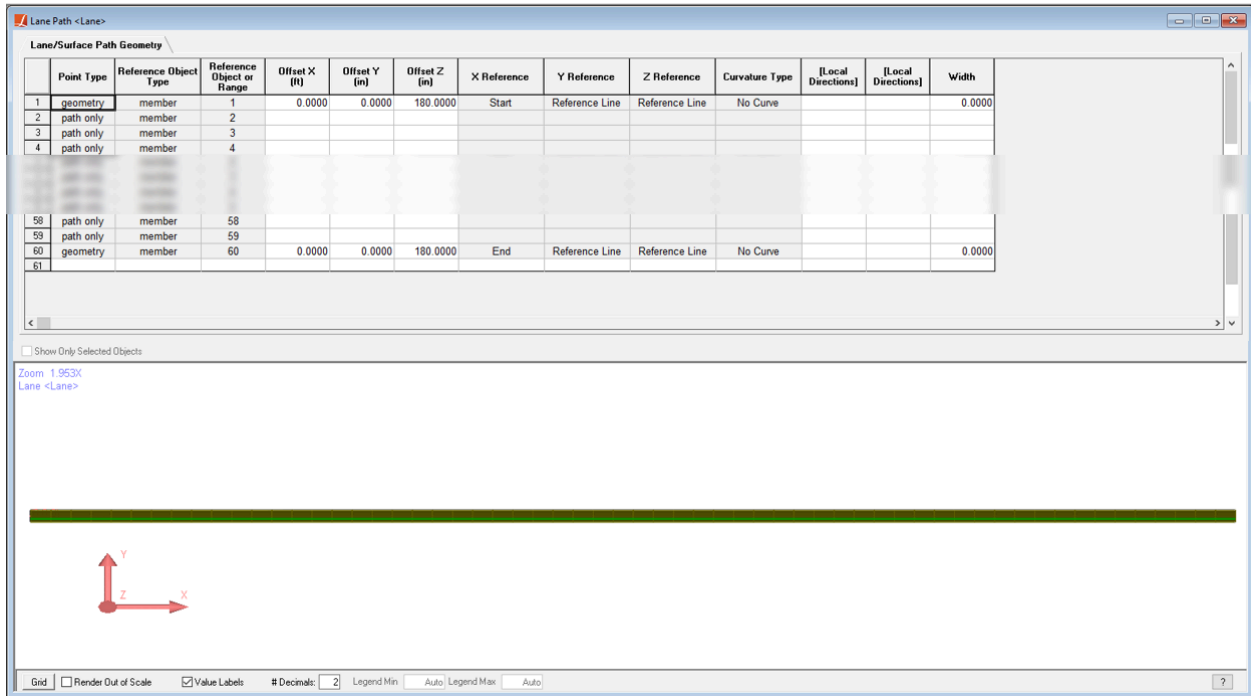 Lane Path <Lane>
Lane/Surface Path Geometry
Point Type Reference Object Type Reference Object or Range Offset X (ft) Offset Y (in) Offset Z (in) X Reference Y Reference Z Reference Curvature Type [Local Directions] [Local Directions] Width
1 geometry member 1 0.0000 0.0000 180.0000 Start Reference Line Reference Line No Curve 0.0000
2 path only member 2
3 path only member 3
4 path only member 4
58 path only member 58
59 path only member 59
60 geometry member 60 0.0000 0.0000 180.0000 End Reference Line Reference Line No Curve 0.0000
61
Show Only Selected Objects
Zoom 1.953X
Lane <Lane>
Y
Z X
Grid Render Out of Scale Value Labels # Decimals: 2 Legend Min Auto Legend Max Auto ?